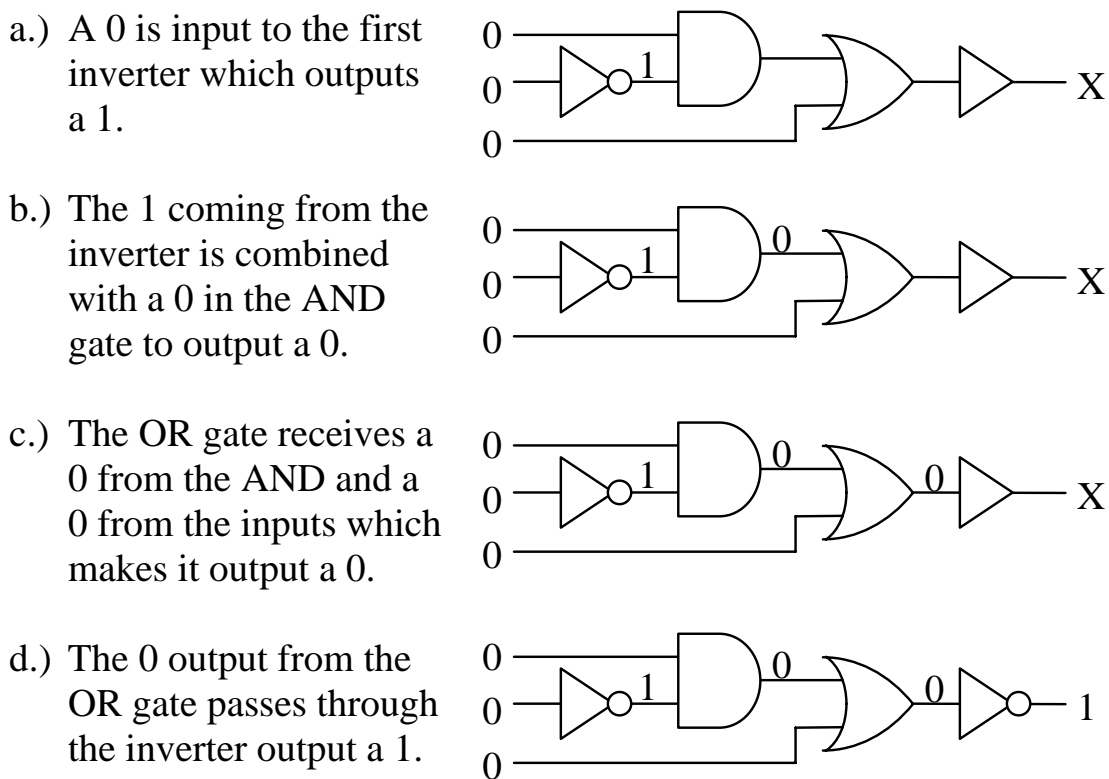 a.) A 0 is input to the first
inverter which outputs
a 1.
0
0
1
0
X
b.) The 1 coming from the
inverter is combined
with a 0 in the AND
gate to output a 0.
0
0
1
0
0
X
c.) The OR gate receives a
0 from the AND and a
0 from the inputs which
makes it output a 0.
0
0
1
0
0
0
X
d.) The 0 output from the
OR gate passes through
the inverter output a 1.
0
0
1
0
0
0
1